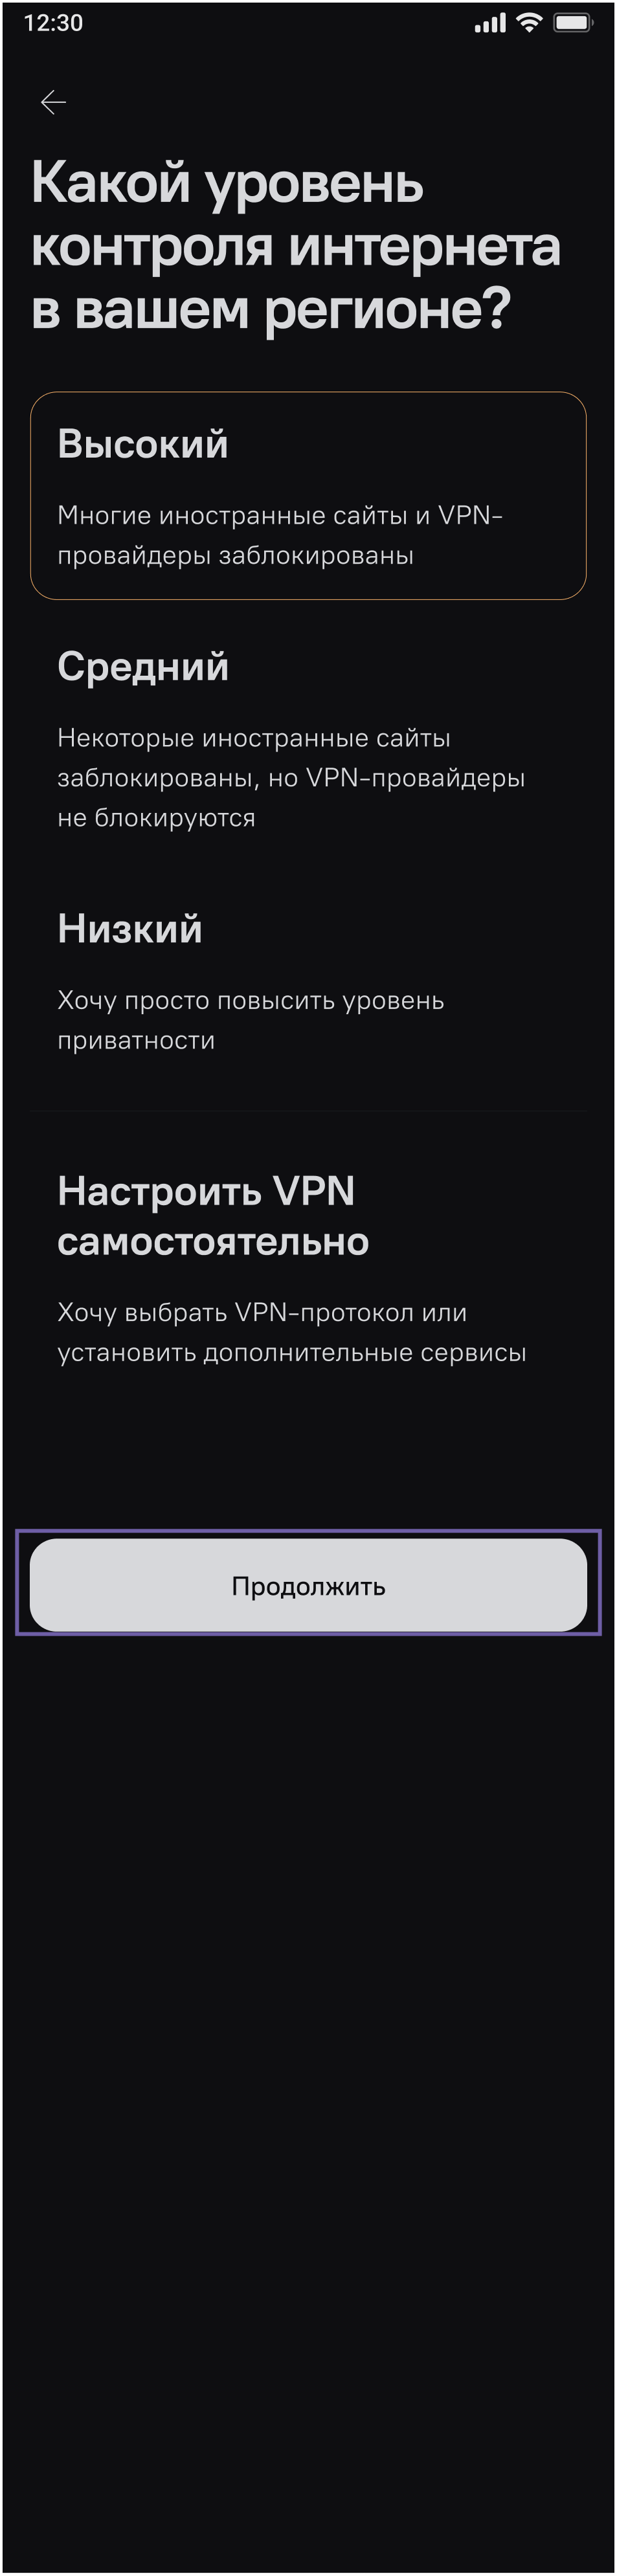 12:30
Какой уровень
контроля интернета
в вашем регионе?
Высокий
Многие иностранные сайты и VPN-
провайдеры заблокированы
Средний
Некоторые иностранные сайты
заблокированы, но VPN-провайдеры
не блокируются
Низкий
Хочу просто повысить уровень
приватности
Настроить VPN
самостоятельно
Хочу выбрать VPN-протокол или
установить дополнительные сервисы
Продолжить